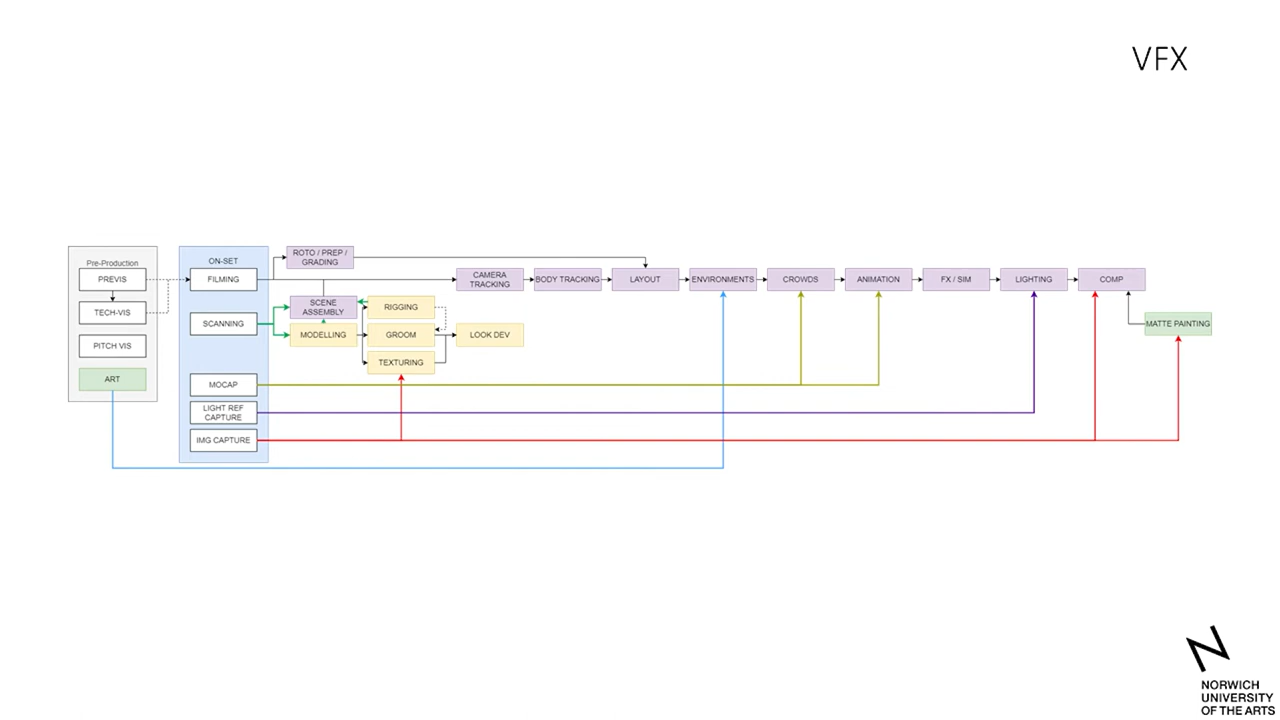 VFX
Pre-Production
PREVIS
TECH-VIS
PITCH VIS
ART
ON-SET
FILMING
SCANNING
MOCAP
LIGHT REF
CAPTURE
IMG CAPTURE
ROTO / PREP /
GRADING
SCENE
ASSEMBLY
MODELLING
RIGGING
GROOM
TEXTURING
LOOK DEV
CAMERA
TRACKING
BODY TRACKING
LAYOUT
ENVIRONMENTS
CROWDS
ANIMATION
FX / SIM
LIGHTING
COMP
MATTE PAINTING
NORWICH
UNIVERSITY
OF THE ARTS